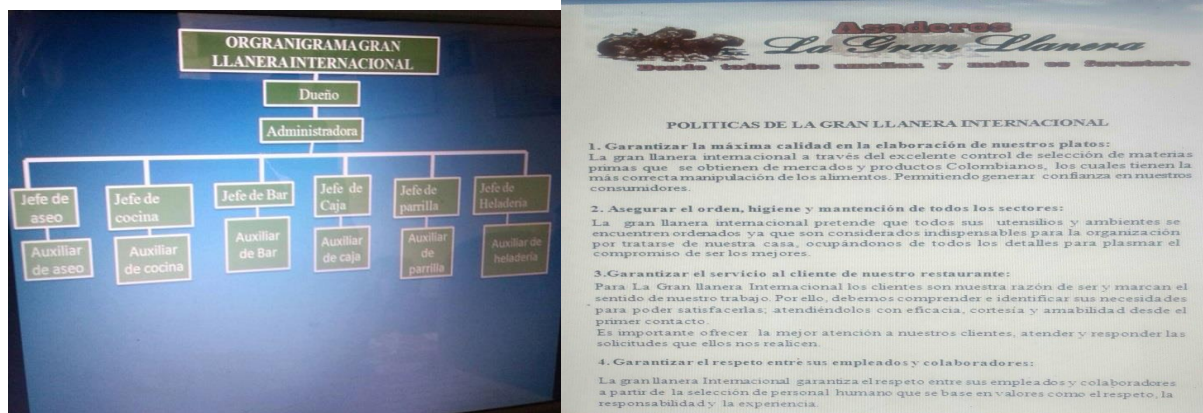 ORGRANIGRAMA GRAN
LLANERA INTERNACIONAL
Dueño
Administradora
Jefe de
aseo
Jefe de
cocina
Jefe de Bar
Jefe de
Caja
Jefe de
parrilla
Jefe de
Heladería
Auxiliar
de aseo
Auxiliar
de cocina
Auxiliar
de Bar
Auxiliar
de caja
Auxiliar
de
parrilla
Auxiliar de
heladería
Asaderos
La Gran Llanera
Donde todos se amañan y nadie es forastero
POLITICAS DE LA GRAN LLANERA INTERNACIONAL
1. Garantizar la máxima calidad en la elaboración de nuestros platos:
La gran llanera internacional a través del excelente control de selección de materias
primas que se obtienen de mercados y productos Colombianos, los cuales tienen la
más correcta manipulación de los alimentos. Permitiendo generar confianza en nuestros
consumidores.
2. Asegurar el orden, higiene y mantención de todos los sectores:
La gran llanera internacional pretende que todos sus utensilios y ambientes se
encuentren ordenados ya que son considerados indispensables para la organización
por tratarse de nuestra casa, ocupándonos de todos los detalles para plasmar el
compromiso de ser los mejores.
3.Garantizar el servicio al cliente de nuestro restaurante:
Para La Gran llanera Internacional los clientes son nuestra razón de ser y marcan el
sentido de nuestro trabajo. Por ello, debemos comprender e identificar sus necesidades
para poder satisfacerlas; atendiéndolos con eficacia, cortesía y amabilidad desde el
primer contacto.
Es importante ofrecer la mejor atención a nuestros clientes, atender y responder las
solicitudes que ellos nos realicen.
4. Garantizar el respeto entre sus empleados y colaboradores:
La gran llanera Internacional garantiza el respeto entre sus empleados y colaboradores
a partir de la selección de personal humano que se base en valores como el respeto, la
responsabilidad y la experiencia.